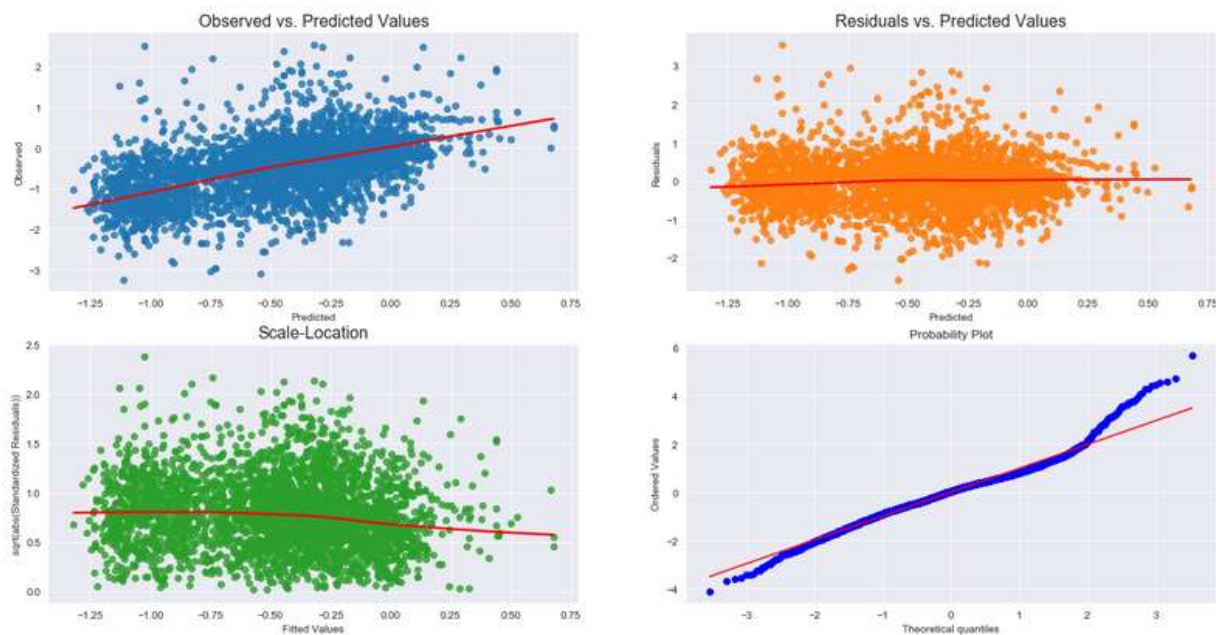 Observed vs. Predicted Values
Observed
2
1
0
−1
−2
−3
−1.25 −1.00 −0.75 −0.50 −0.25 0.00 0.25 0.50 0.75
Predicted
Residuals vs. Predicted Values
Residuals
3
2
1
0
−1
−2
−1.25 −1.00 −0.75 −0.50 −0.25 0.00 0.25 0.50 0.75
Predicted
Scale-Location
sqrt(abs(Standardized Residuals))
2.5
2.0
1.5
1.0
0.5
0.0
−1.25 −1.00 −0.75 −0.50 −0.25 0.00 0.25 0.50 0.75
Fitted Values
Probability Plot
Ordered Values
6
4
2
0
−2
−4
−3 −2 −1 0 1 2 3
Theoretical quantiles